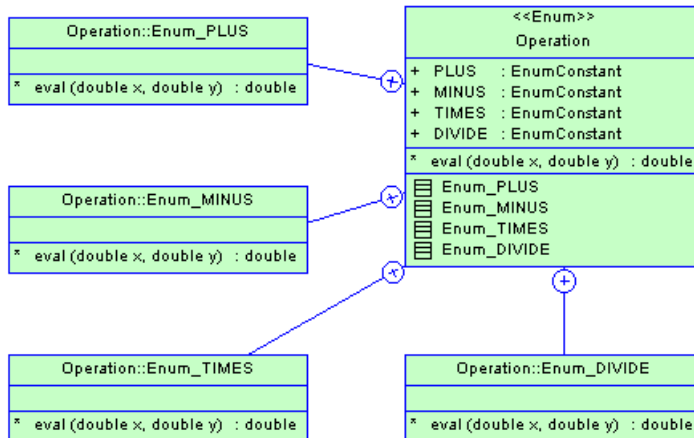 Operation::Enum_PLUS
* eval (double x, double y) : double
<<Enum>>
Operation
+ PLUS : EnumConstant
+ MINUS : EnumConstant
+ TIMES : EnumConstant
+ DIVIDE : EnumConstant
* eval (double x, double y) : double
Enum_PLUS
Enum_MINUS
Enum_TIMES
Enum_DIVIDE
Operation::Enum_MINUS
* eval (double x, double y) : double
Operation::Enum_TIMES
* eval (double x, double y) : double
Operation::Enum_DIVIDE
* eval (double x, double y) : double